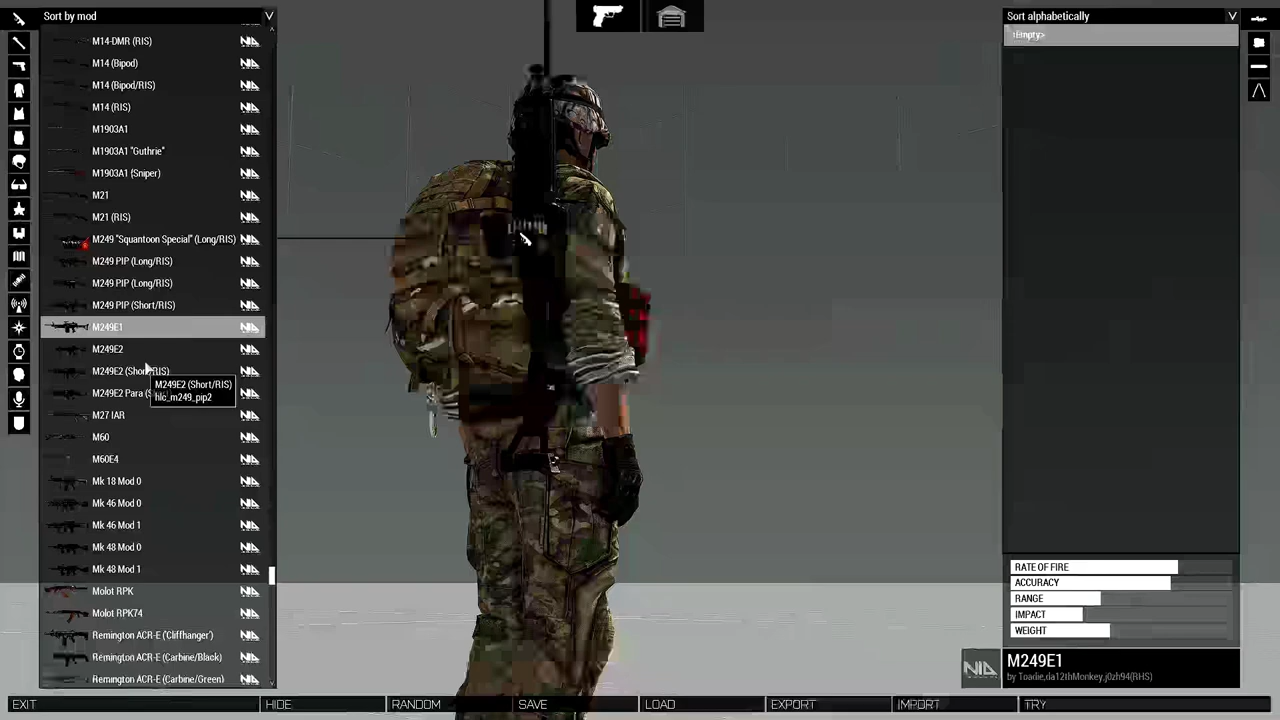 Sort by mod
M14-DMR (RIS)
M14 (Bipod)
M14 (Bipod/RIS)
M14 (RIS)
M1903A1
M1903A1 "Guthrie"
M1903A1 (Sniper)
M21
M21 (RIS)
M249 "Squantoon Special" (Long/RIS)
M249 PIP (Long/RIS)
M249 PIP (Long/RIS)
M249 PIP (Short/RIS)
M249E1
M249E2
M249E2 (Short/RIS)
M249E2 (Short/RIS)
hlc_m249_pip2
M249E2 Para (S
M27 IAR
M60
M60E4
Mk 18 Mod 0
Mk 46 Mod 0
Mk 46 Mod 1
Mk 48 Mod 0
Mk 48 Mod 1
Molot RPK
Molot RPK74
Remington ACR-E ('Cliffhanger')
Remington ACR-E (Carbine/Black)
Remington ACR-E (Carbine/Green)
Sort alphabetically
<Empty>
RATE OF FIRE
ACCURACY
RANGE
IMPACT
WEIGHT
NIA
M249E1
by Toadie,da12thMonkey,j0zh94(RHS)
EXIT HIDE RANDOM SAVE LOAD EXPORT IMPORT TRY